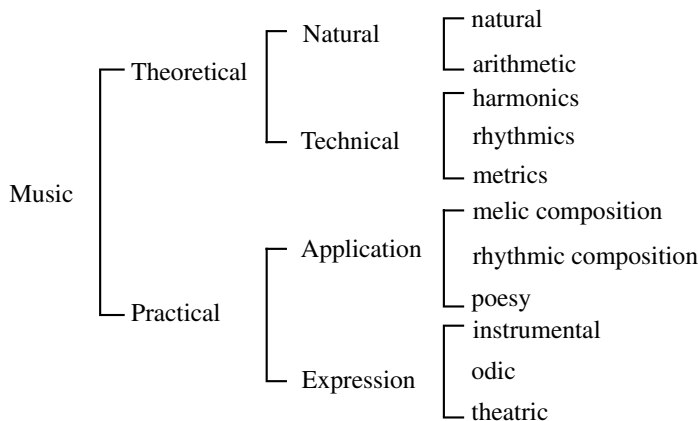 Music
Theoretical
Natural
natural
arithmetic
Technical
harmonics
rhythmics
metrics
Practical
Application
melic composition
rhythmic composition
poesy
Expression
instrumental
odic
theatric